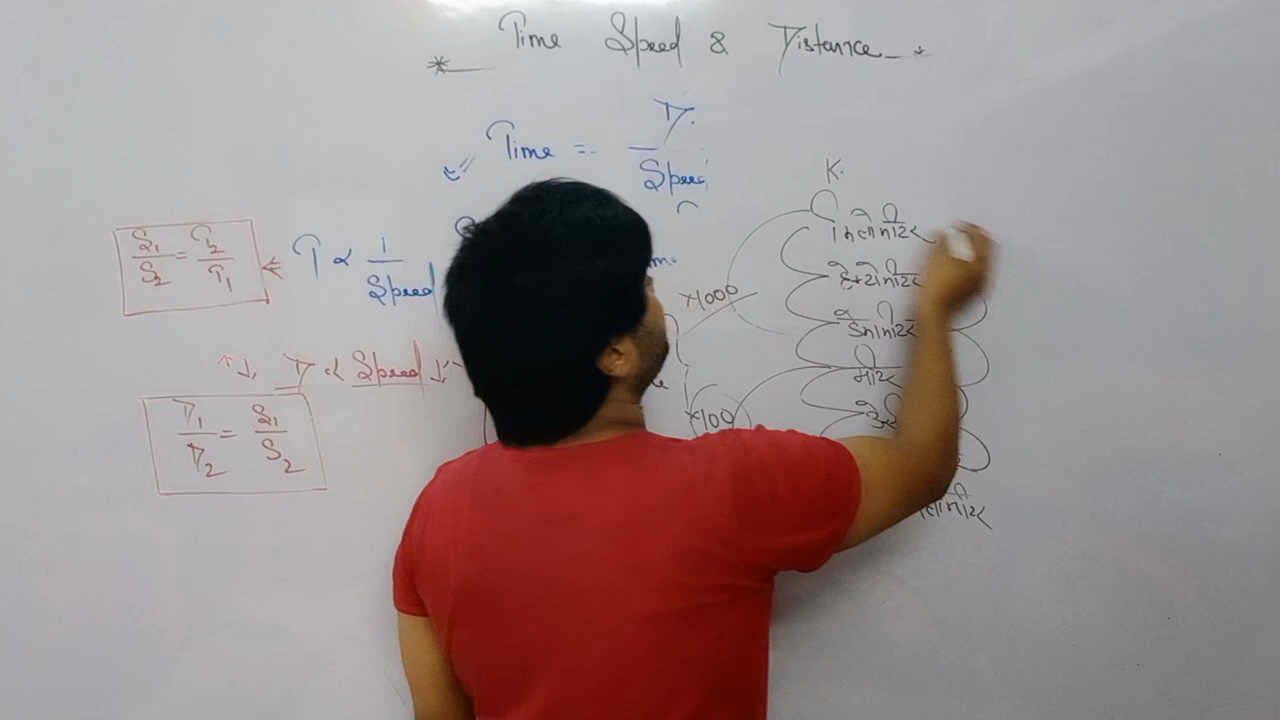 Time Speed & Distance
Time = D
Speed
K.
S1/S2 = T2/T1
T ∝ 1/Speed
×1000
किलोमीटर
हेक्टोमीटर
डेकामीटर
मीटर
D ∝ Speed
D1/D2 = S1/S2
×100